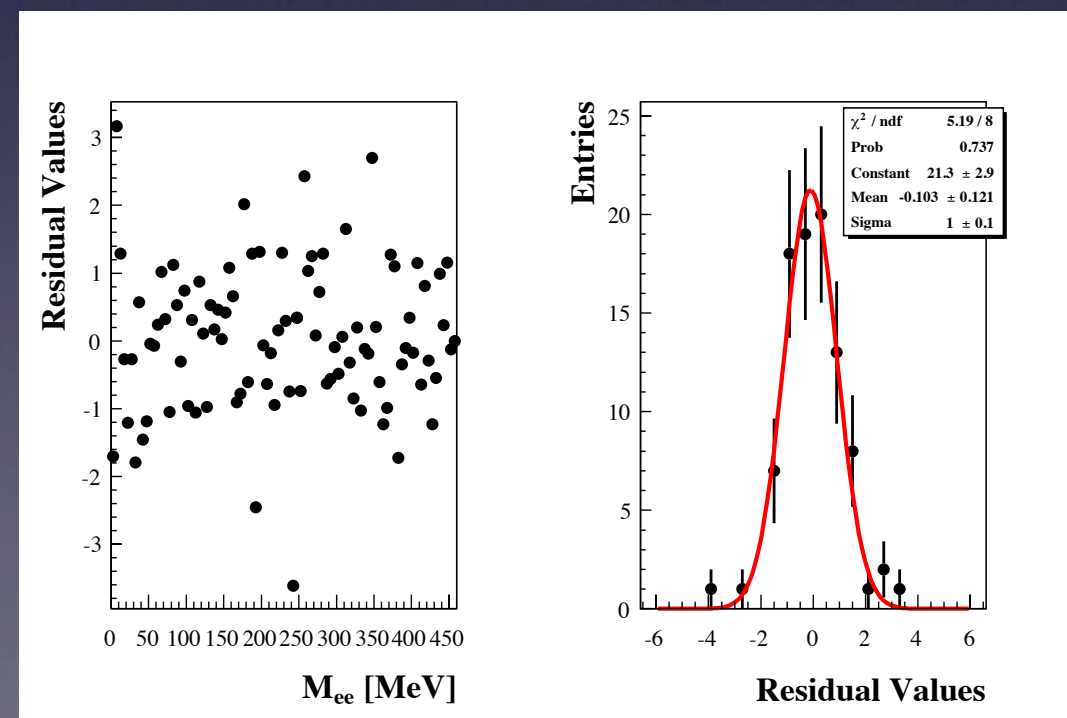 Residual Values
3
2
1
0
-1
-2
-3
0 50 100 150 200 250 300 350 400 450
M_ee [MeV]
Entries
25
20
15
10
5
0
χ² / ndf 5.19 / 8
Prob 0.737
Constant 21.3 ± 2.9
Mean -0.103 ± 0.121
Sigma 1 ± 0.1
-6 -4 -2 0 2 4 6
Residual Values